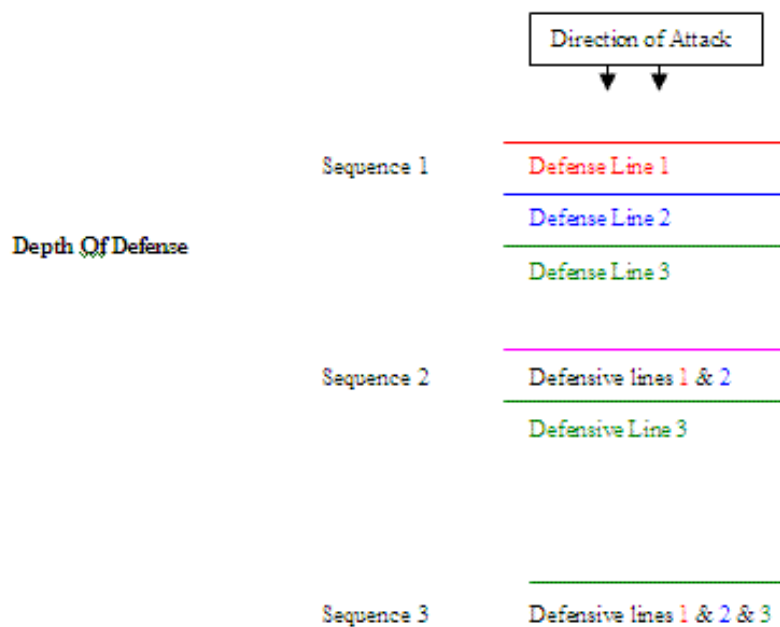 Direction of Attack
Sequence 1
Defense Line 1
Defense Line 2
Depth Of Defense
Defense Line 3
Sequence 2
Defensive lines 1 & 2
Defensive Line 3
Sequence 3
Defensive lines 1 & 2 & 3